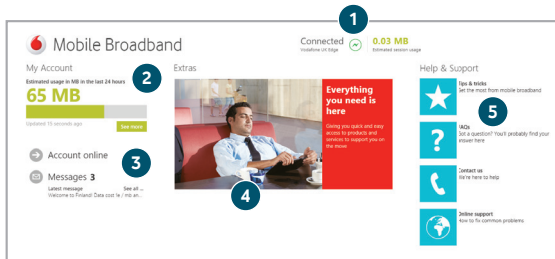 1
Mobile Broadband
Connected
Vodafone UK Edge
0.03 MB
Estimated session usage
My Account
Extras
Help & Support
Estimated usage in MB in the last 24 hours
2
65 MB
Updated 15 seconds ago
See more
3
Account online
Messages 3
Latest message
See all ...
Welcome to Finland! Data cost /mb an...
Everything
you need is
here
Giving you quick and easy
access to products and
services to support you on
the move
4
Tips & tricks
Get the most from mobile broadband
5
FAQs
Got a question? You'll probably find your
answer here
Contact us
We're here to help
Online support
How to fix common problems